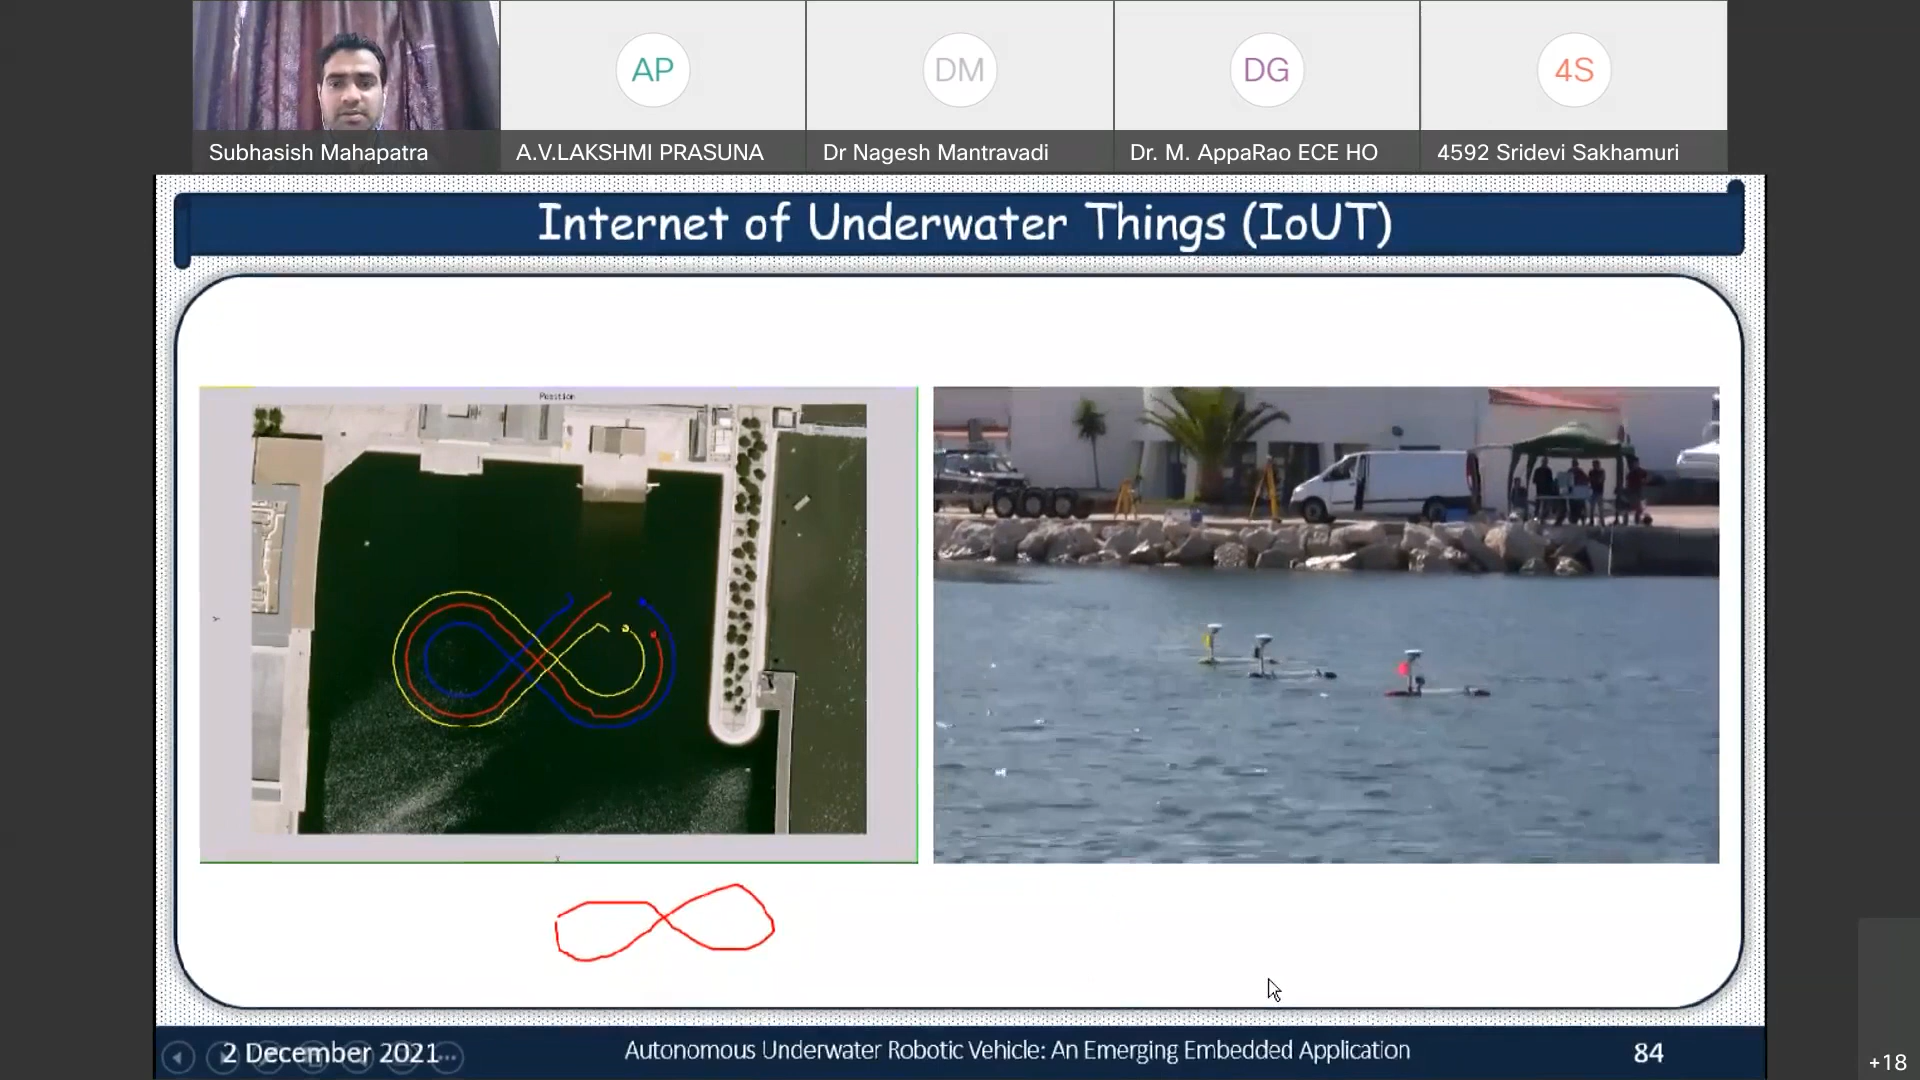 AP
DM
DG
4S
Subhasish Mahapatra
A.V.LAKSHMI PRASUNA
Dr Nagesh Mantravadi
Dr. M. AppaRao ECE HO
4592 Sridevi Sakhamuri
Internet of Underwater Things (IoUT)
Position
Y
X
2 December 2021
Autonomous Underwater Robotic Vehicle: An Emerging Embedded Application
84
+18